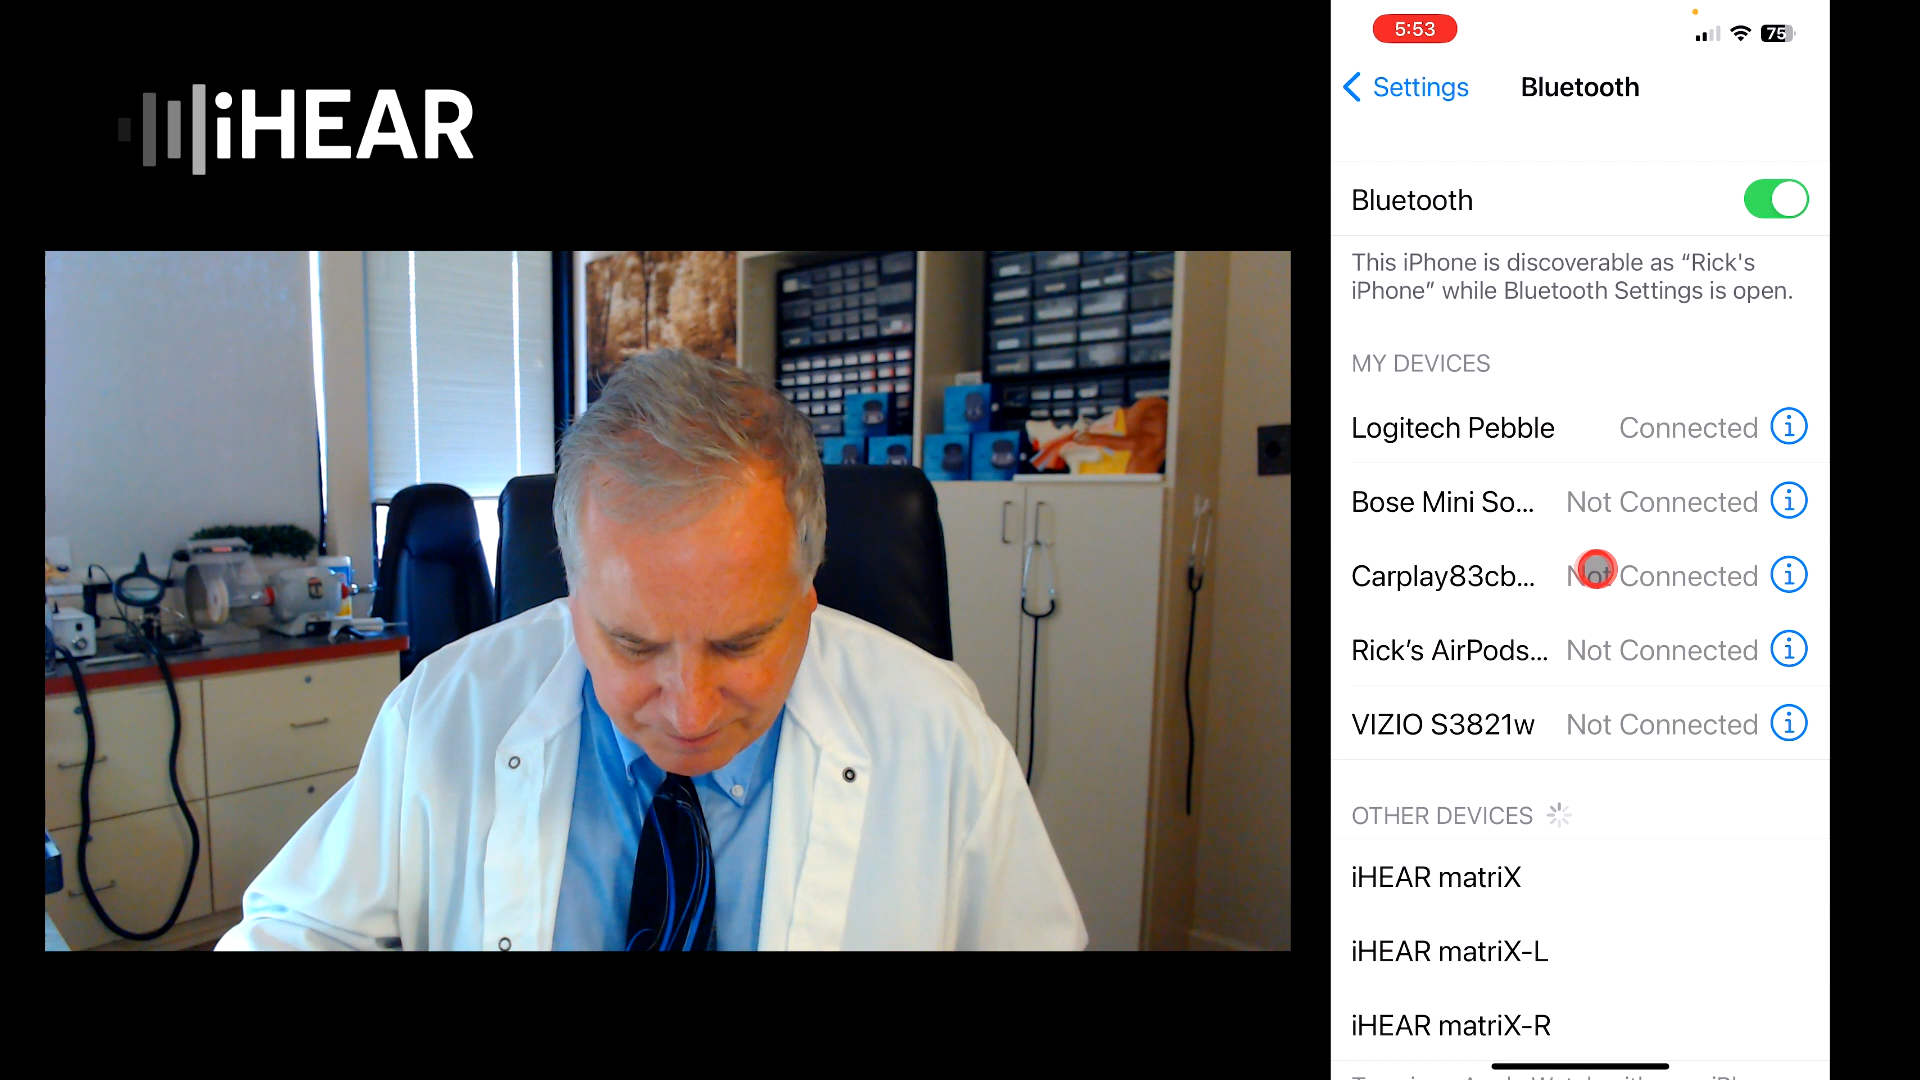 iHEAR
5:53
75
Settings
Bluetooth
Bluetooth
This iPhone is discoverable as “Rick's
iPhone” while Bluetooth Settings is open.
MY DEVICES
Logitech Pebble Connected
Bose Mini So... Not Connected
Carplay83cb... Not Connected
Rick’s AirPods... Not Connected
VIZIO S3821w Not Connected
OTHER DEVICES
iHEAR matriX
iHEAR matriX-L
iHEAR matriX-R